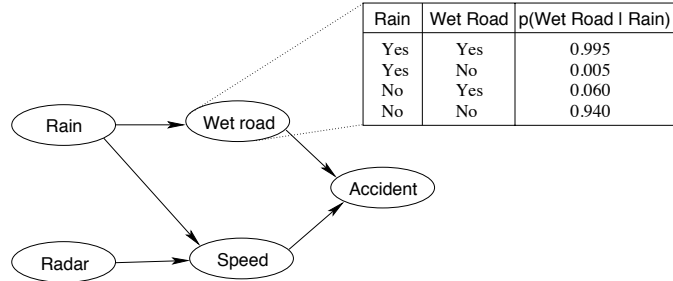 Rain Wet Road p(Wet Road | Rain)
Yes Yes 0.995
Yes No 0.005
No Yes 0.060
No No 0.940
Rain
Wet road
Accident
Radar
Speed